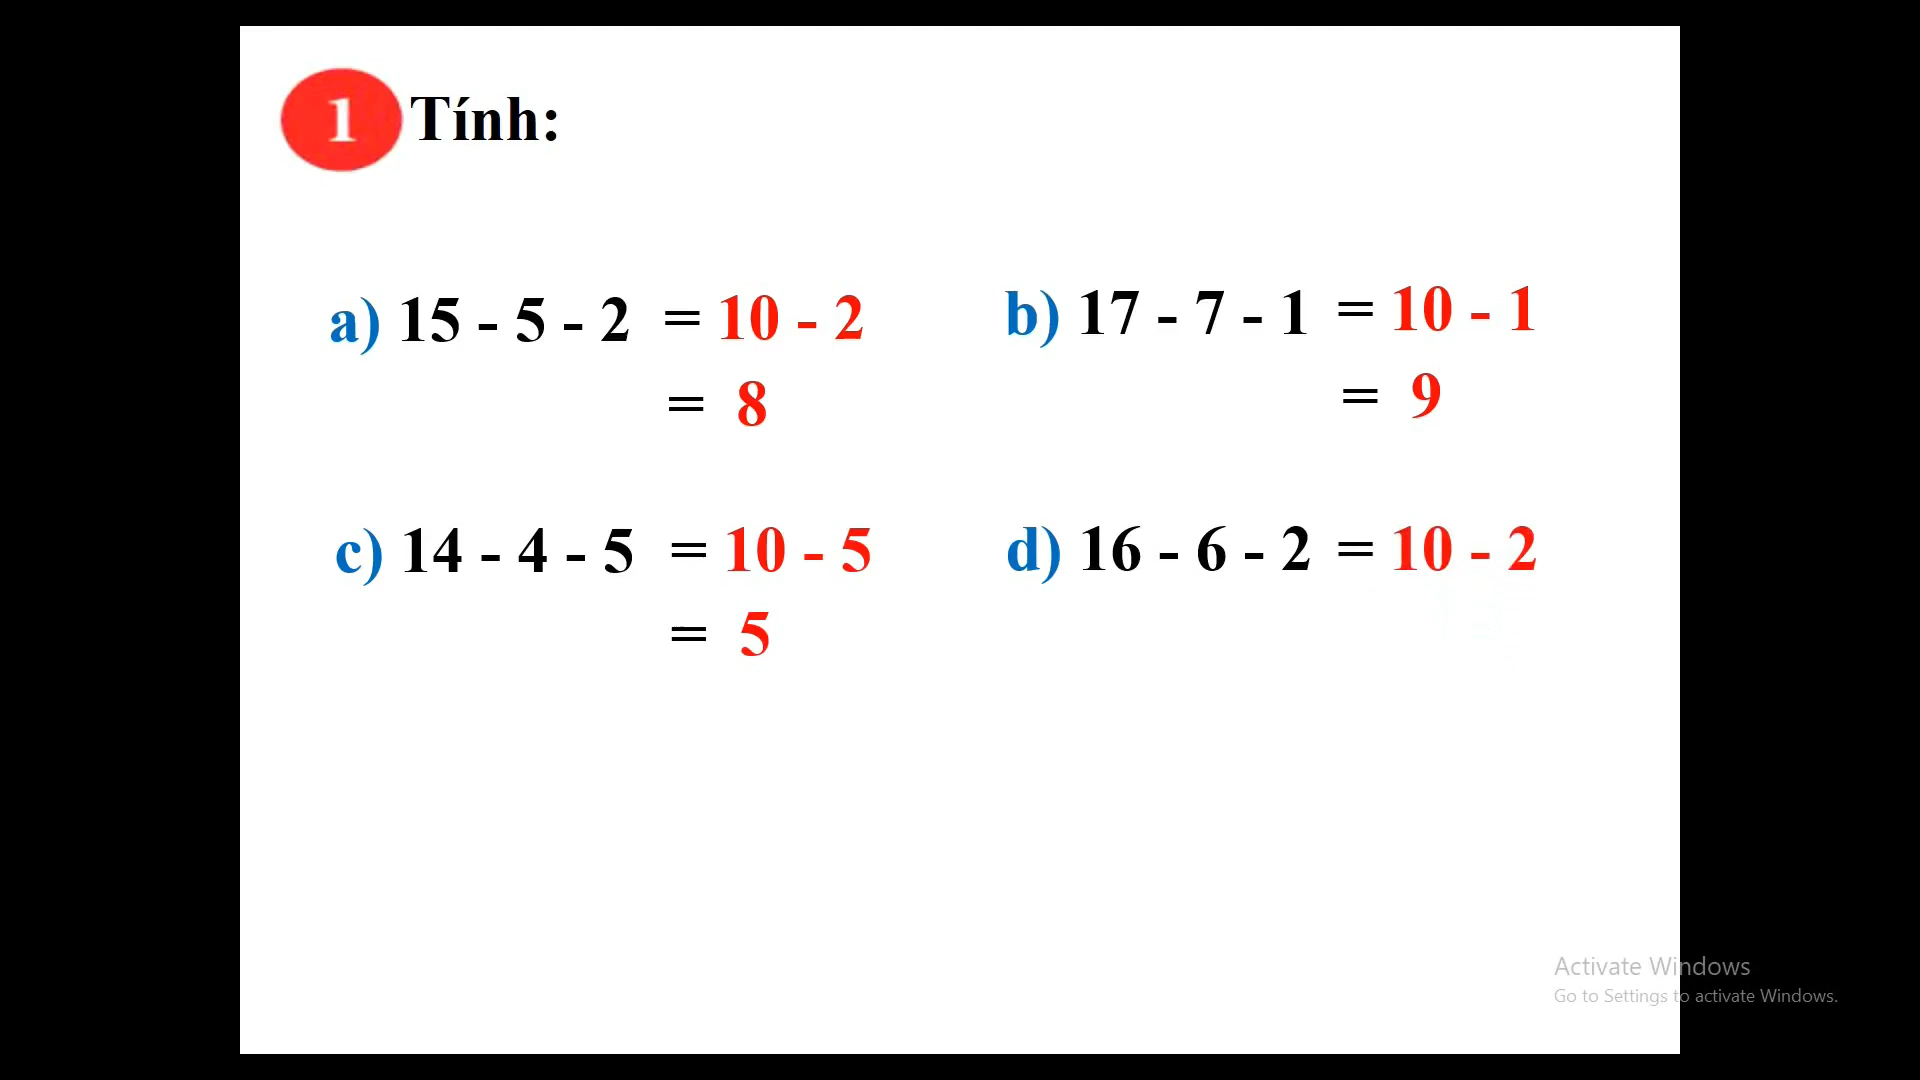 1 Tính:
a) 15 - 5 - 2 = 10 - 2
= 8
b) 17 - 7 - 1 = 10 - 1
= 9
c) 14 - 4 - 5 = 10 - 5
= 5
d) 16 - 6 - 2 = 10 - 2
Activate Windows
Go to Settings to activate Windows.